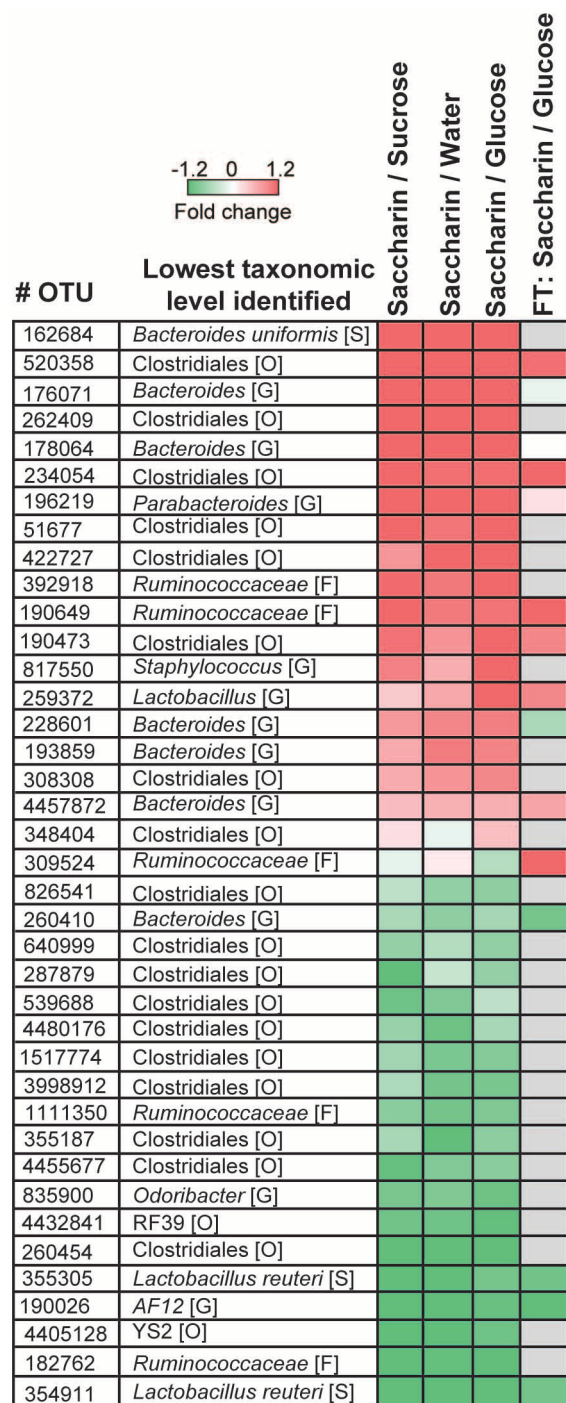 Saccharin / Sucrose
Saccharin / Water
Saccharin / Glucose
FT: Saccharin / Glucose
-1.2 0 1.2
Fold change
# OTU
Lowest taxonomic
level identified
162684 Bacteroides uniformis [S]
520358 Clostridiales [O]
176071 Bacteroides [G]
262409 Clostridiales [O]
178064 Bacteroides [G]
234054 Clostridiales [O]
196219 Parabacteroides [G]
51677 Clostridiales [O]
422727 Clostridiales [O]
392918 Ruminococcaceae [F]
190649 Ruminococcaceae [F]
190473 Clostridiales [O]
817550 Staphylococcus [G]
259372 Lactobacillus [G]
228601 Bacteroides [G]
193859 Bacteroides [G]
308308 Clostridiales [O]
4457872 Bacteroides [G]
348404 Clostridiales [O]
309524 Ruminococcaceae [F]
826541 Clostridiales [O]
260410 Bacteroides [G]
640999 Clostridiales [O]
287879 Clostridiales [O]
539688 Clostridiales [O]
4480176 Clostridiales [O]
1517774 Clostridiales [O]
3998912 Clostridiales [O]
1111350 Ruminococcaceae [F]
355187 Clostridiales [O]
4455677 Clostridiales [O]
835900 Odoribacter [G]
4432841 RF39 [O]
260454 Clostridiales [O]
355305 Lactobacillus reuteri [S]
190026 AF12 [G]
4405128 YS2 [O]
182762 Ruminococcaceae [F]
354911 Lactobacillus reuteri [S]